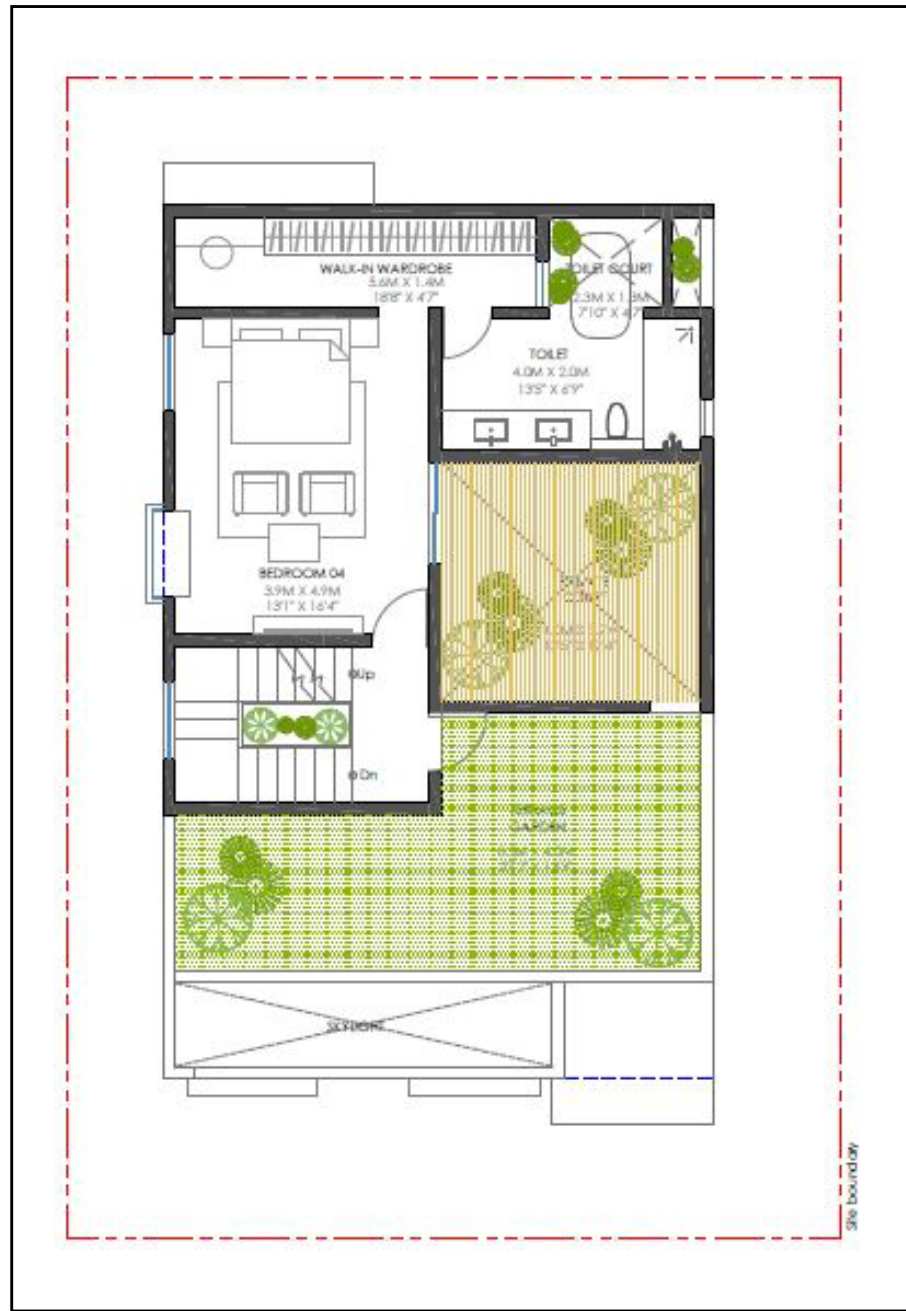 WALK-IN WARDROBE
5.6M X 1.4M
18'8" X 4'7"
TOILET COURT
2.3M X 1.3M
7'10" X 4'7"
TOILET
4.0M X 2.0M
13'5" X 6'9"
BEDROOM 04
3.9M X 4.9M
13'1" X 16'4"
Up
Dn
GARDEN
SKYLIGHT
Site boundary